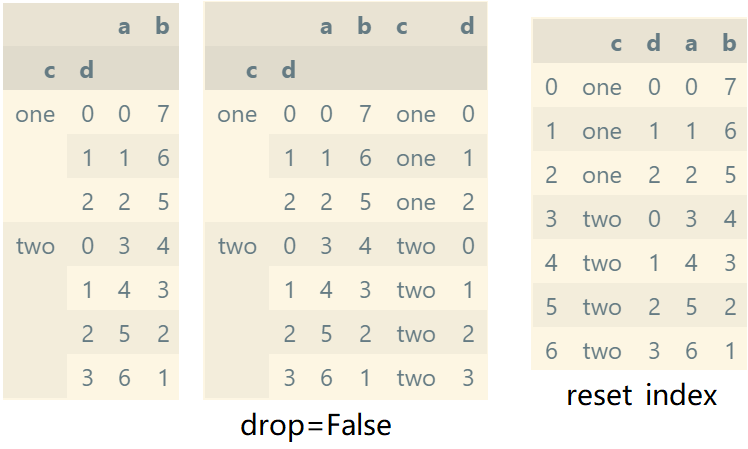 a b
c d
one 0 0 7
1 1 6
2 2 5
two 0 3 4
1 4 3
2 5 2
3 6 1
a b c d
c d
one 0 0 7 one 0
1 1 6 one 1
2 2 5 one 2
two 0 3 4 two 0
1 4 3 two 1
2 5 2 two 2
3 6 1 two 3
drop=False
c d a b
0 one 0 0 7
1 one 1 1 6
2 one 2 2 5
3 two 0 3 4
4 two 1 4 3
5 two 2 5 2
6 two 3 6 1
reset index